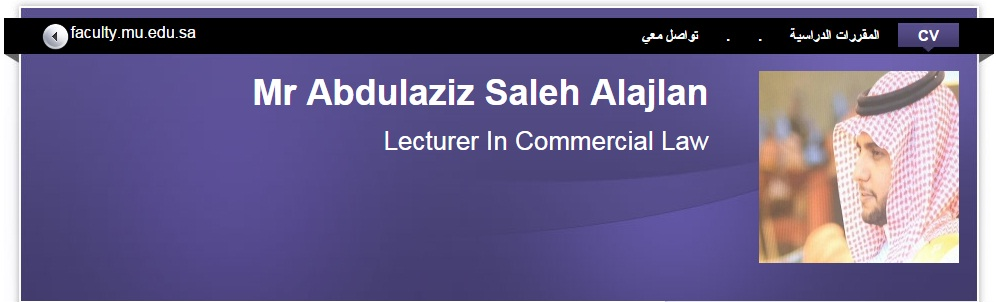 faculty.mu.edu.sa
CV المقررات الدراسية . . تواصل معي
Mr Abdulaziz Saleh Alajlan
Lecturer In Commercial Law